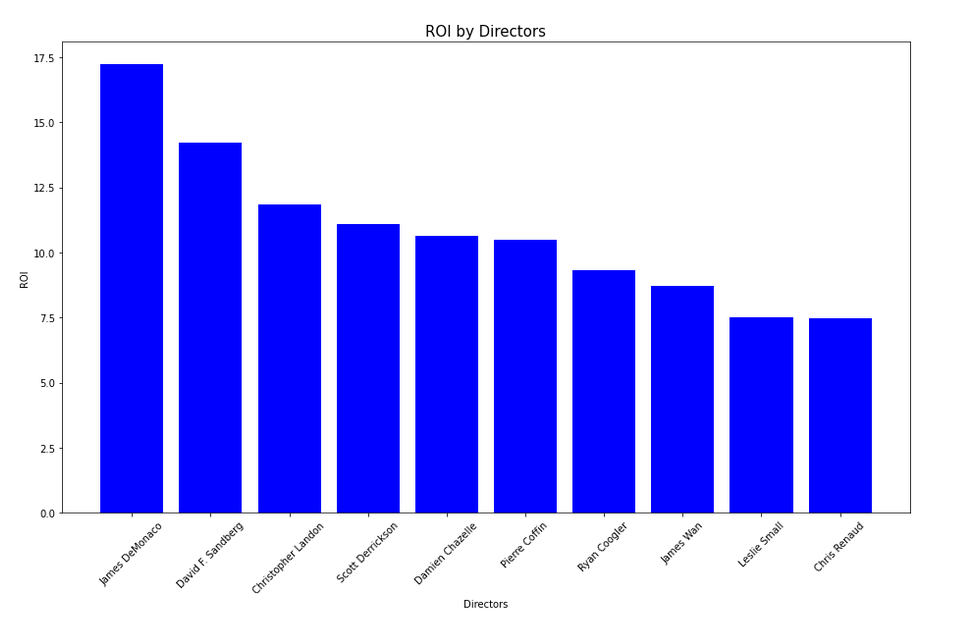 ROI by Directors
17.5
15.0
12.5
10.0
7.5
5.0
2.5
0.0
ROI
James DeMonaco
David F. Sandberg
Christopher Landon
Scott Derrickson
Damien Chazelle
Pierre Coffin
Ryan Coogler
James Wan
Leslie Small
Chris Renaud
Directors